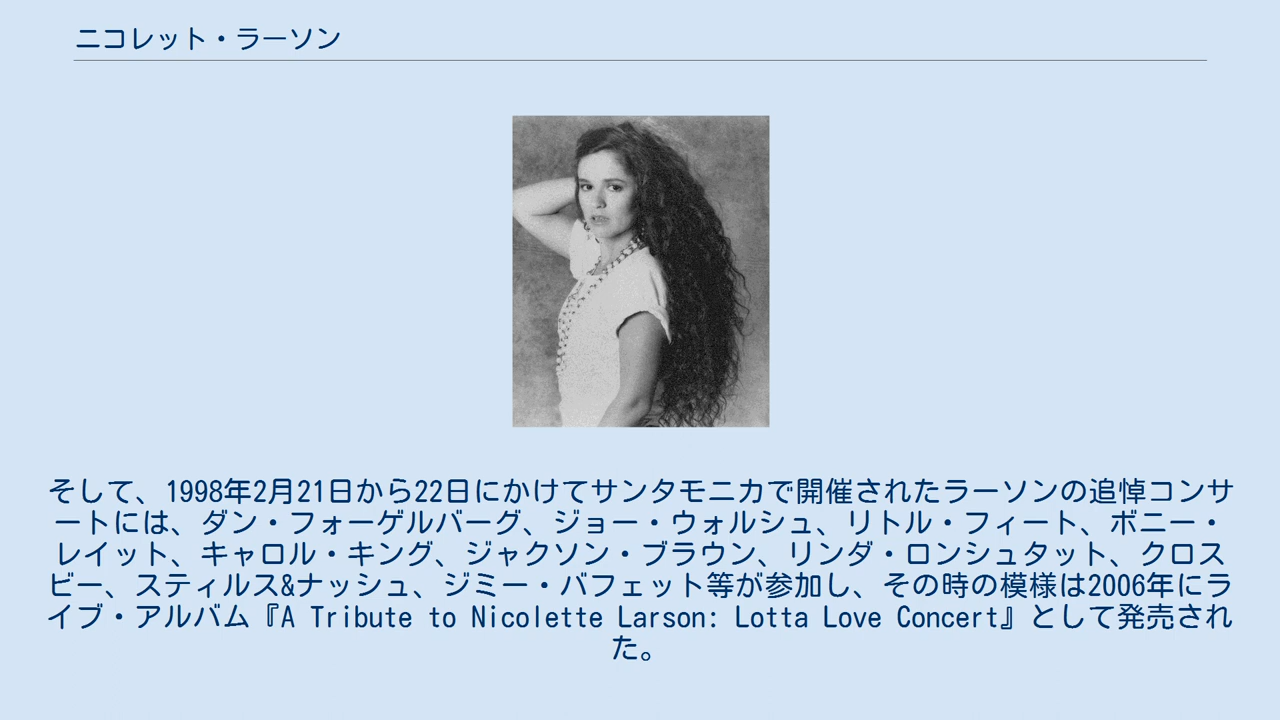 ニコレット・ラーソン
そして、1998年2月21日から22日にかけてサンタモニカで開催されたラーソンの追悼コンサ
ートには、ダン・フォーゲルバーグ、ジョー・ウォルシュ、リトル・フィート、ボニー・
レイット、キャロル・キング、ジャクソン・ブラウン、リンダ・ロンシュタット、クロス
ビー、スティルス&ナッシュ、ジミー・バフェット等が参加し、その時の模様は2006年にラ
イブ・アルバム『A Tribute to Nicolette Larson: Lotta Love Concert』として発売され
た。